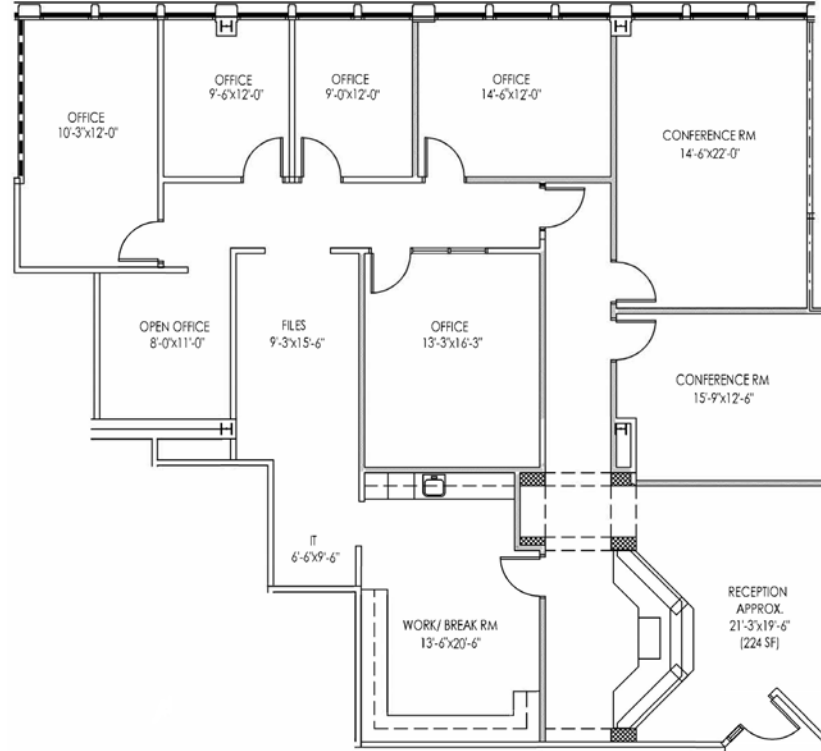 OFFICE
9'-6"x12'-0"
OFFICE
9'-0"x12'-0"
OFFICE
14'-6"x12'-0"
OFFICE
10'-3"x12'-0"
CONFERENCE RM
14'-6"x22'-0"
OPEN OFFICE
8'-0"x11'-0"
FILES
9'-3"x15'-6"
OFFICE
13'-3"x16'-3"
CONFERENCE RM
15'-9"x12'-6"
IT
6'-6"x9'-6"
WORK/ BREAK RM
13'-6"x20'-6"
RECEPTION
APPROX.
21'-3"x19'-6"
(224 SF)